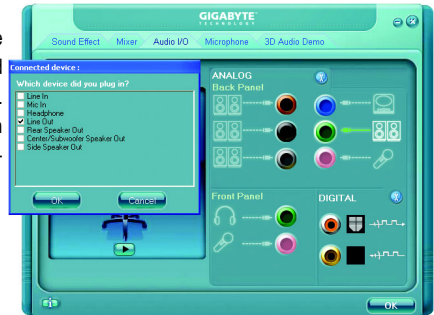 GIGABYTE
TECHNOLOGY
Sound Effect Mixer Audio I/O Microphone 3D Audio Demo
Connected device :
Which device did you plug in?
Line In
Mic In
Headphone
Line Out
Rear Speaker Out
Center/Subwoofer Speaker Out
Side Speaker Out
OK Cancel
ANALOG
Back Panel
Front Panel
DIGITAL
OK